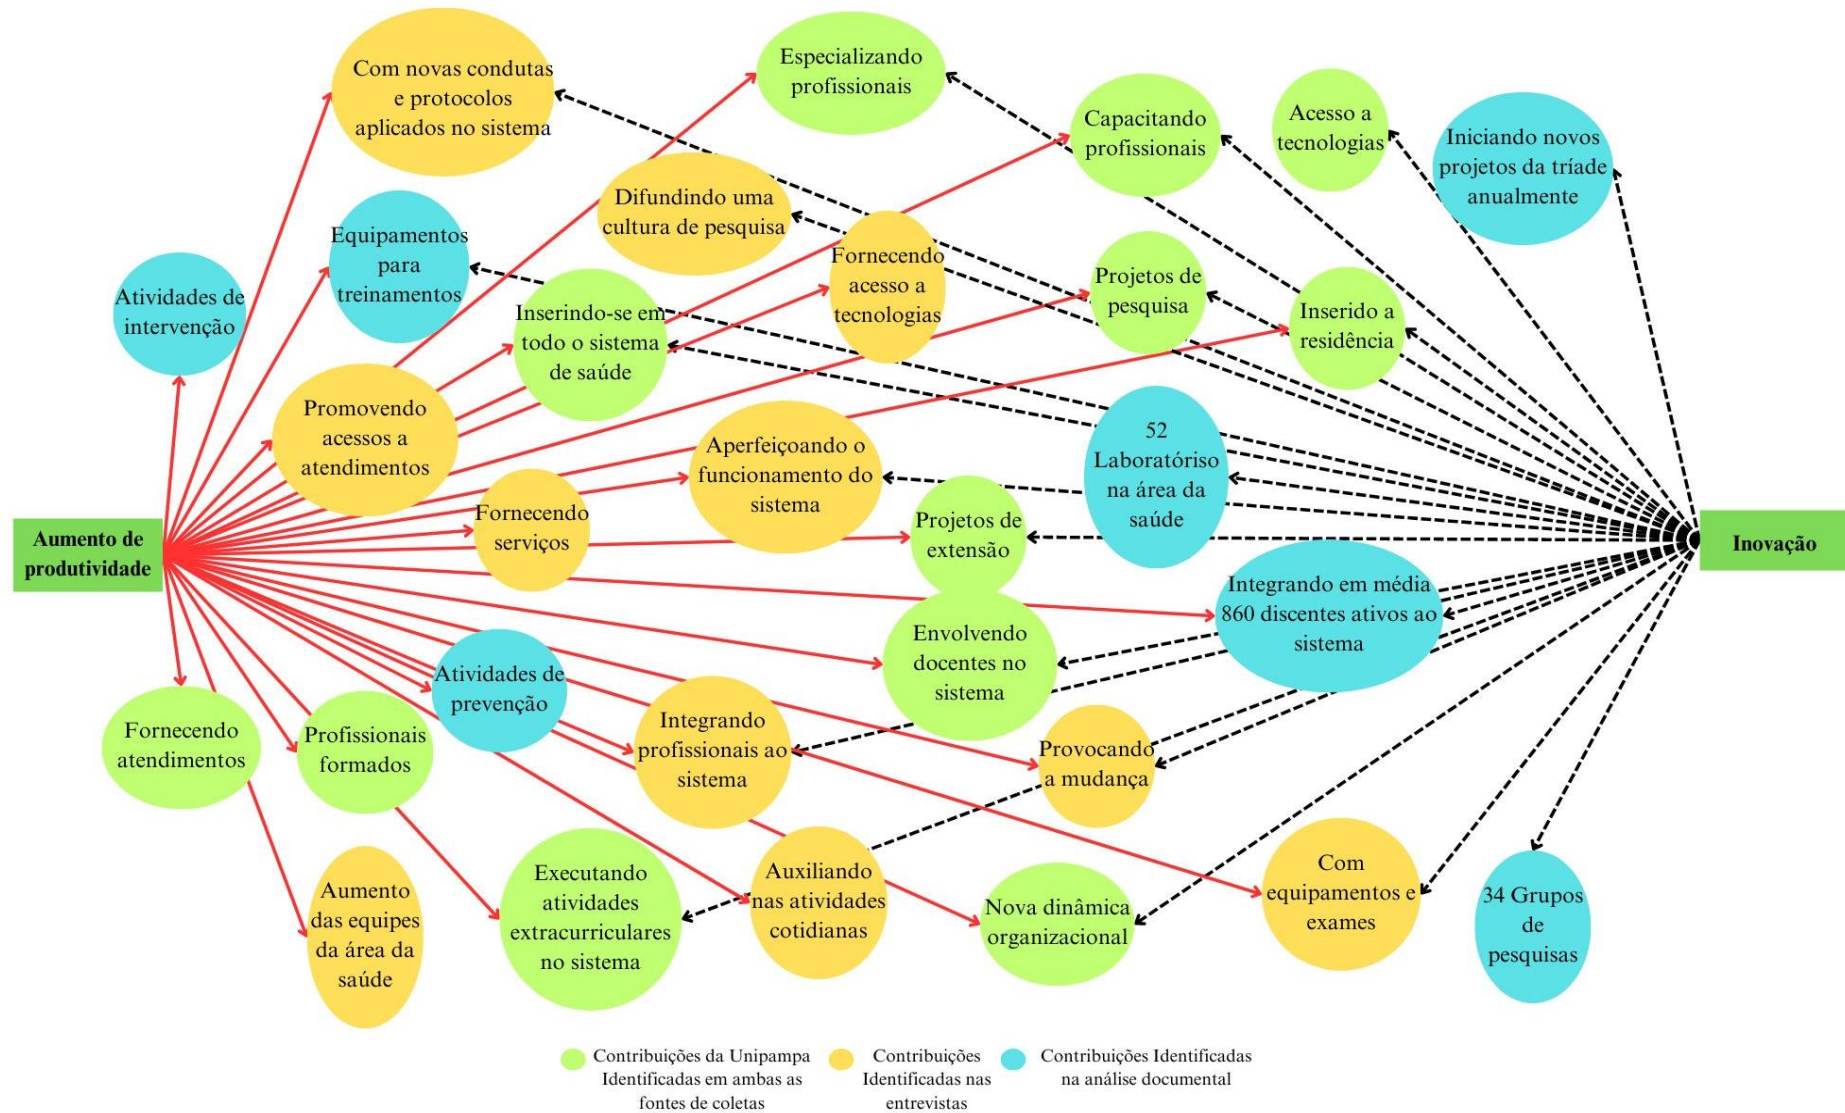 Com novas condutas
e protocolos
aplicados no sistema
Especializando
profissionais
Capacitando
profissionais
Acesso a
tecnologias
Iniciando novos
projetos da tríade
anualmente
Difundindo uma
cultura de pesquisa
Equipamentos
para
treinamentos
Atividades de
intervenção
Inserindo-se em
todo o sistema
de saúde
Fornecendo
acesso a
tecnologias
Projetos de
pesquisa
Inserido a
residência
Promovendo
acessos a
atendimentos
Aperfeiçoando o
funcionamento do
sistema
52
Laboratóriso
na área da
saúde
Fornecendo
serviços
Projetos de
extensão
Aumento de
produtividade
Inovação
Integrando em média
860 discentes ativos ao
sistema
Envolvendo
docentes no
sistema
Atividades de
prevenção
Integrando
profissionais ao
sistema
Provocando
a mudança
Fornecendo
atendimentos
Profissionais
formados
Aumento
das equipes
da área da
saúde
Executando
atividades
extracurriculares
no sistema
Auxiliando
nas atividades
cotidianas
Nova dinâmica
organizacional
Com
equipamentos e
exames
34 Grupos
de
pesquisas
Contribuições da Unipampa
Identificadas em ambas as
fontes de coletas
Contribuições
Identificadas nas
entrevistas
Contribuições Identificadas
na análise documental